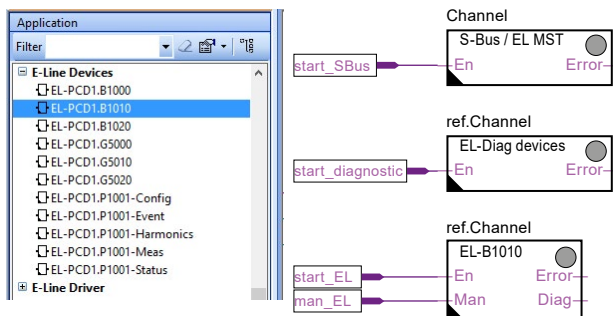 Application
Filter
E-Line Devices
EL-PCD1.B1000
EL-PCD1.B1010
EL-PCD1.B1020
EL-PCD1.G5000
EL-PCD1.G5010
EL-PCD1.G5020
EL-PCD1.P1001-Config
EL-PCD1.P1001-Event
EL-PCD1.P1001-Harmonics
EL-PCD1.P1001-Meas
EL-PCD1.P1001-Status
E-Line Driver
Channel
S-Bus / EL MST
start_SBus
En Error
ref.Channel
EL-Diag devices
start_diagnostic
En Error
ref.Channel
EL-B1010
start_EL
En Error
man_EL
Man Diag